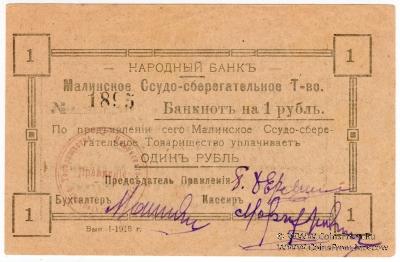 1 1
НАРОДНЫЙ БАНКЪ
Малинское Ссудо-сберегательное Т-во.
№ 1895 Банкнотъ на 1 рубль.
По предъявленіи сего Малинское Ссудо-сбере-
гательное Товарищество уплачиваетъ
ОДИНЪ РУБЛЬ
Предсѣдатель Правленія
Бухгалтеръ Кассиръ
1 1
Вып. I-1918 г.